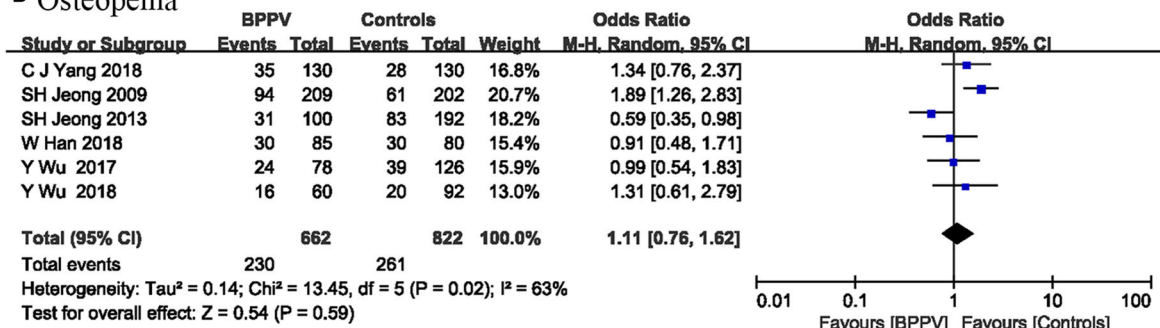 Osteopenia
BPPV Controls Odds Ratio Odds Ratio
Study or Subgroup Events Total Events Total Weight M-H, Random, 95% CI M-H, Random, 95% CI
C J Yang 2018 35 130 28 130 16.8% 1.34 [0.76, 2.37]
SH Jeong 2009 94 209 61 202 20.7% 1.89 [1.26, 2.83]
SH Jeong 2013 31 100 83 192 18.2% 0.59 [0.35, 0.98]
W Han 2018 30 85 30 80 15.4% 0.91 [0.48, 1.71]
Y Wu 2017 24 78 39 126 15.9% 0.99 [0.54, 1.83]
Y Wu 2018 16 60 20 92 13.0% 1.31 [0.61, 2.79]
Total (95% CI) 662 822 100.0% 1.11 [0.76, 1.62]
Total events 230 261
Heterogeneity: Tau² = 0.14; Chi² = 13.45, df = 5 (P = 0.02); I² = 63%
Test for overall effect: Z = 0.54 (P = 0.59)
0.01 0.1 1 10 100
Favours [BPPV] Favours [Controls]